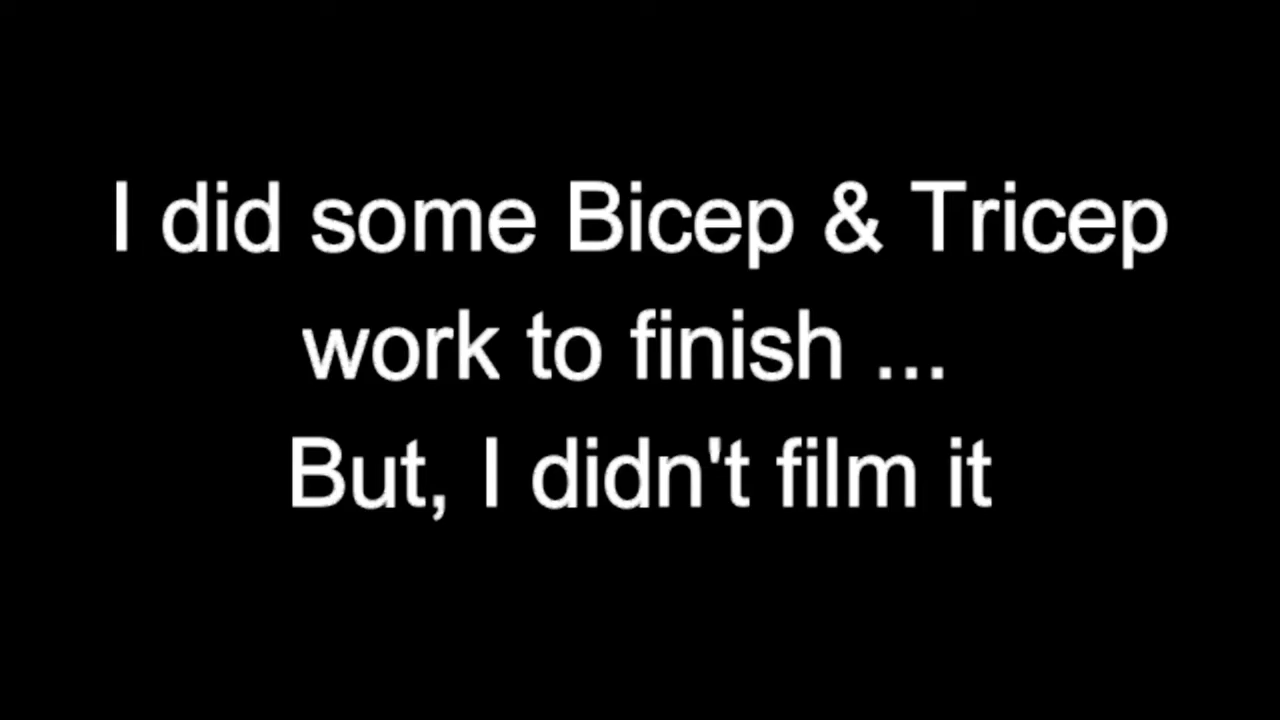 I did some Bicep & Tricep
work to finish ...
But, I didn't film it